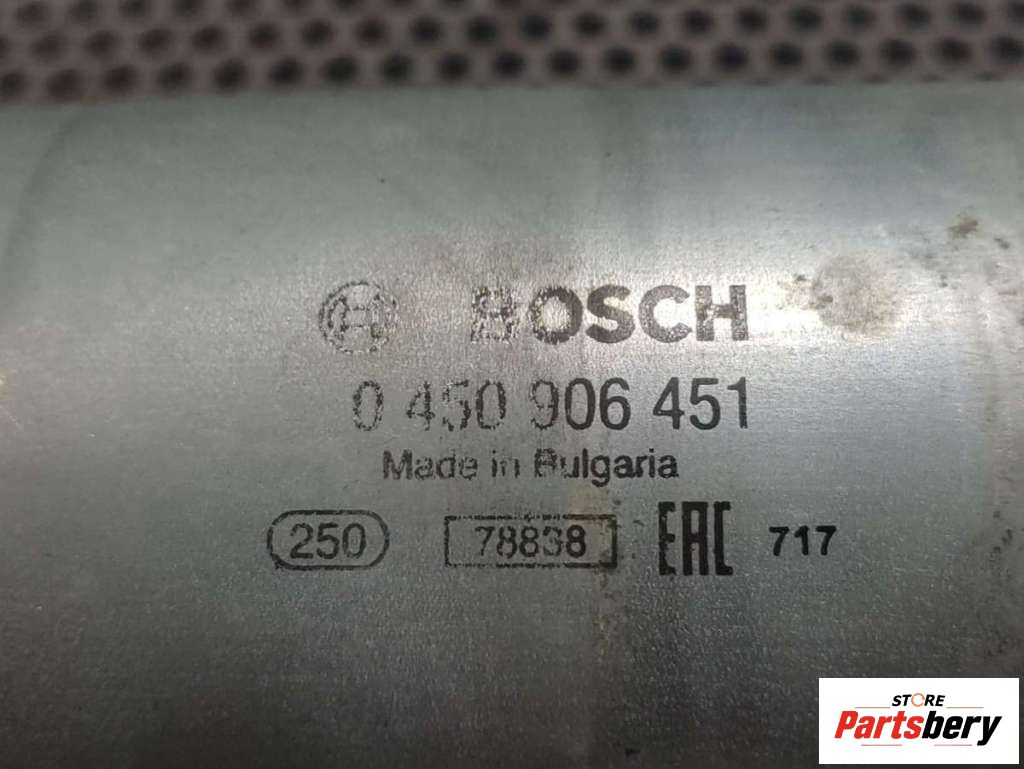 BOSCH
0 450 906 451
Made in Bulgaria
250 78838 EAC 717
STORE
Partsbery